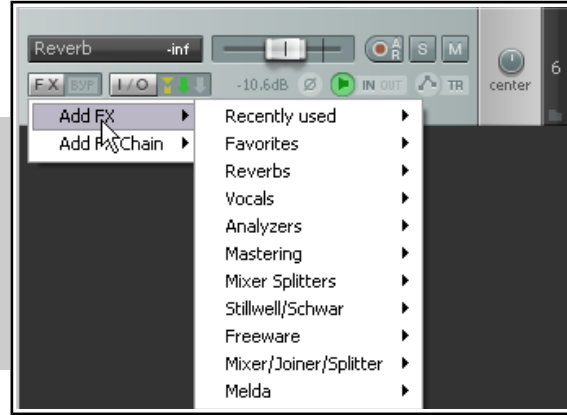 Reverb -inf AR S M
FX BYP I/O -10.6dB Ø IN OUT TR center 6
Add FX Recently used
Add FX Chain Favorites
Reverbs
Vocals
Analyzers
Mastering
Mixer Splitters
Stillwell/Schwar
Freeware
Mixer/Joiner/Splitter
Melda